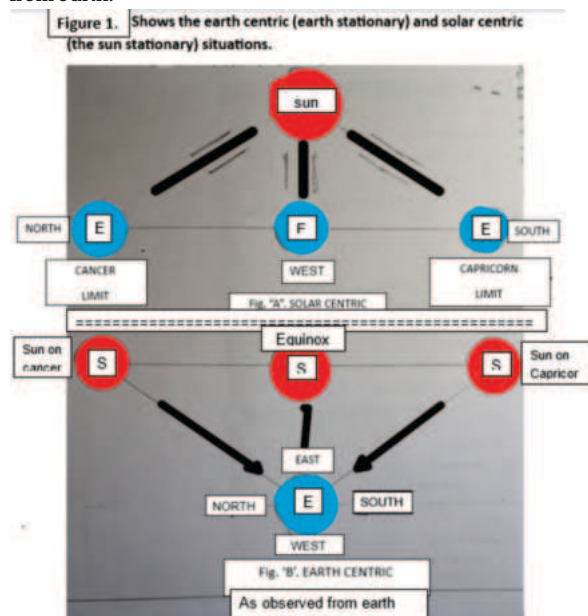 from earth.
Figure 1. Shows the earth centric (earth stationary) and solar centric
(the sun stationary) situations.
sun
NORTH E F E SOUTH
CANCER
LIMIT
WEST
CAPRICORN
LIMIT
Fig. "A". SOLAR CENTRIC
================================================
Equinox
Sun on
cancer
S S S
Sun on
Capricor
EAST
NORTH E SOUTH
WEST
Fig. 'B'. EARTH CENTRIC
As observed from earth